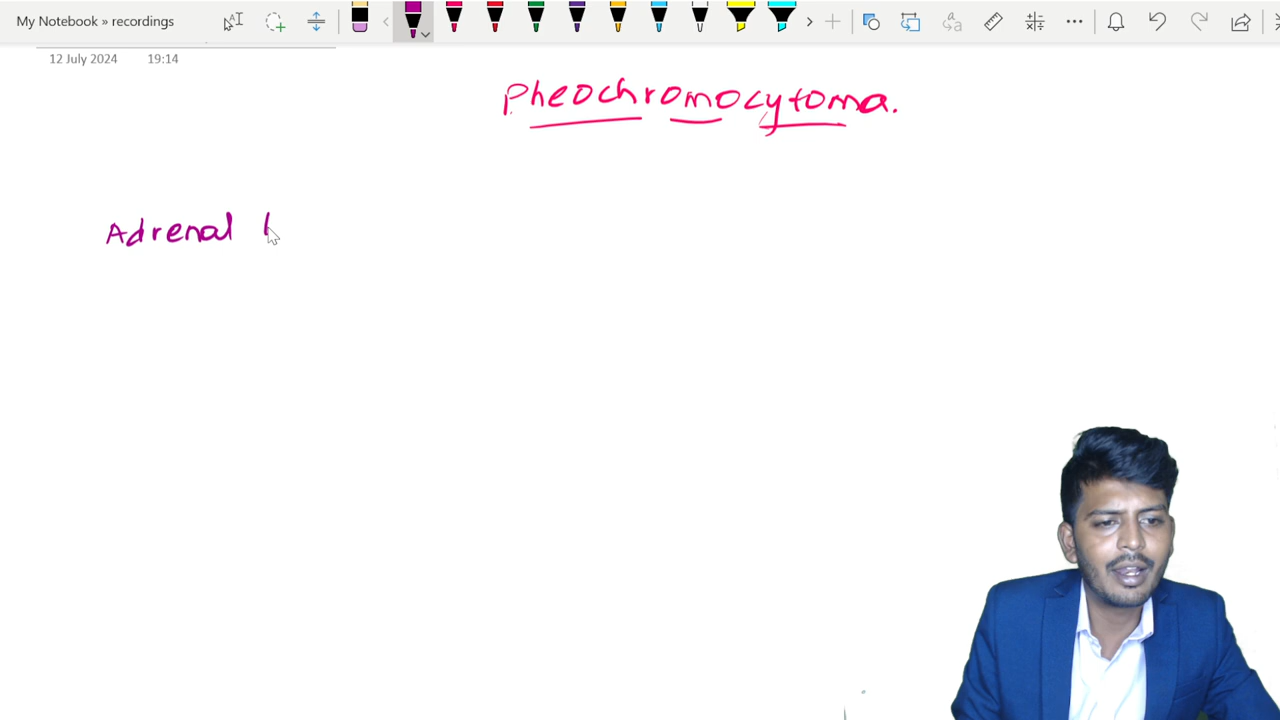 My Notebook » recordings
12 July 2024 19:14
Pheochromocytoma.
Adrenal